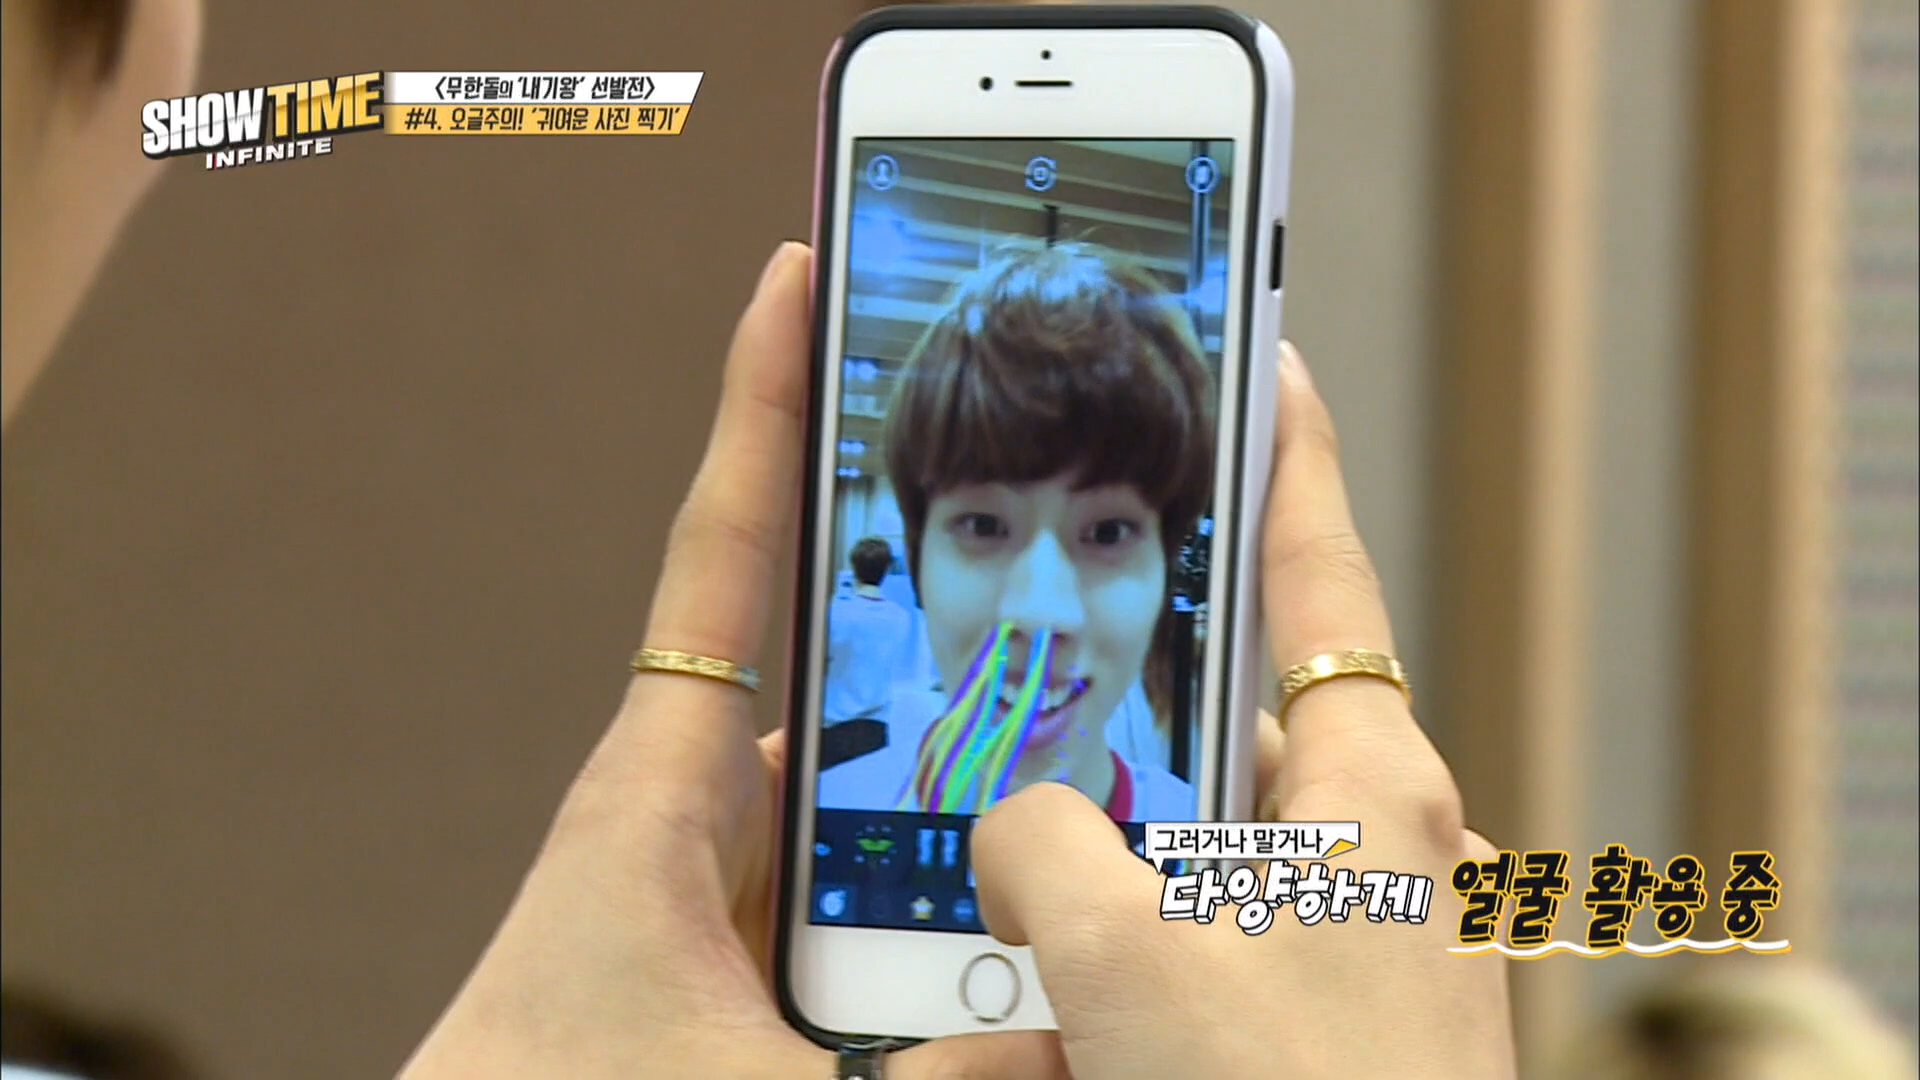 SHOWTIME
INFINITE
<무한돌의 '내기왕' 선발전>
#4. 오글주의! '귀여운 사진 찍기'
그러거나 말거나
다양하게 얼굴 활용 중